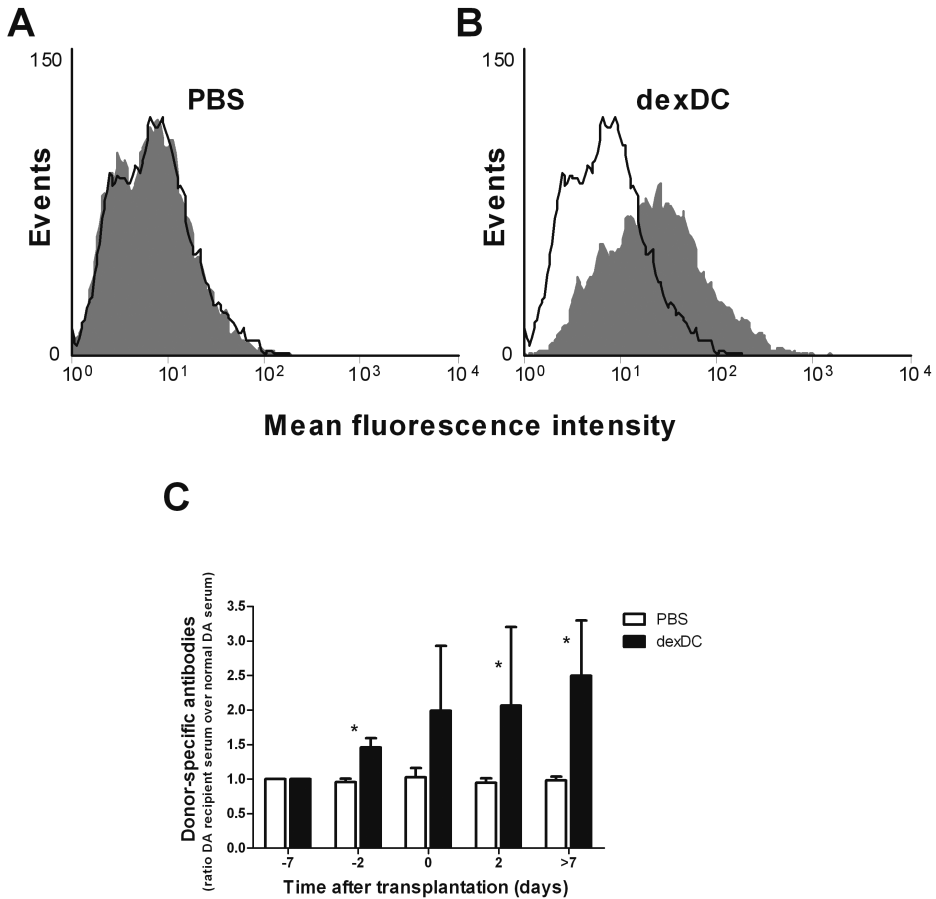 A
150
PBS
Events
0
10^0 10^1 10^2 10^3 10^4
B
150
dexDC
Events
0
10^0 10^1 10^2 10^3 10^4
Mean fluorescence intensity
C
Donor-specific antibodies
(ratio DA recipient serum over normal DA serum)
3.5
3.0
2.5
2.0
1.5
1.0
0.5
0.0
*
*
*
-7 -2 0 2 >7
Time after transplantation (days)
PBS
dexDC